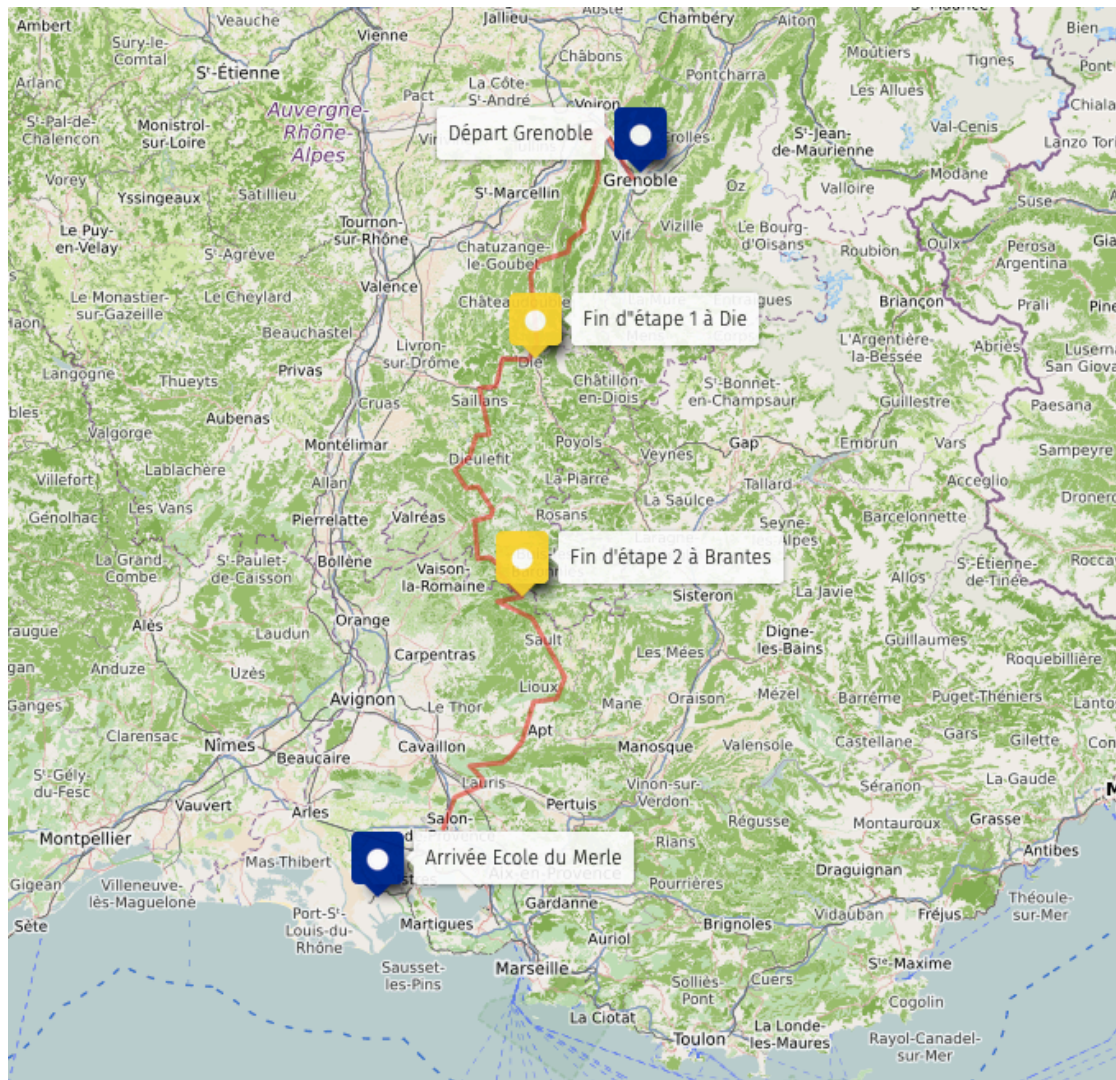 Ambert
Veauche
Jallieu
Aoste
Chambéry
Aiton
Bien
Vienne
Sury-le-
Comtal
Sᵗ-Étienne
Châbons
Moûtiers
Tignes
Pont
Arlanc
La Côte-
Sᵗ-André
Pontcharra
Les Allues
Pact
Voiron
Chiala
Auvergne-
Rhône-
Alpes
Sᵗ-Pal-de-
Chalencon
Monistrol-
sur-Loire
Départ Grenoble
Sᵗ-Jean-
de-Maurienne
Val-Cenis
Lanzo Tori
Vorey
Yssingeaux
Satillieu
Sᵗ-Marcellin
Grenoble
Oz
Valloire
Modane
Suse
Le Puy-
en-Velay
Tournon-
sur-Rhône
Vizille
Vif
Le Bourg-
d'Oisans
Roubion
Oulx
Perosa
Argentina
Sᵗ-Agrève
Chatuzange-
le-Goubet
Valence
Le Monastier-
sur-Gazeille
Le Cheylard
Châteaudouble
La Mure
Entraigues
Briançon
Prali
Fin d"étape 1 à Die
Beauchastel
Livron-
sur-Drôme
Die
L'Argentière-
la-Bessée
Abriès
Luserna
San Giova
Langogne
Thueyts
Privas
Châtillon-
en-Diois
Sᵗ-Bonnet-
en-Champsaur
Guillestre
Cruas
Saillans
Paesana
Aubenas
Valgorge
Montélimar
Poyols
Gap
Embrun
Vars
Sampeyre
Lablachère
Dieulefit
Veynes
Villefort
Allan
La Piarre
Tallard
Acceglio
Les Vans
La Saulce
Dronero
Génolhac
Pierrelatte
Valréas
Rosans
Seyne-
les-Alpes
Barcelonnette
Fin d'étape 2 à Brantes
La Grand
Combe
Sᵗ-Paulet-
de-Caisson
Bollène
Vaison-
la-Romaine
Sisteron
La Javie
Allos
Sᵗ-Étienne-
de-Tinée
Rocca
Alès
Laudun
Orange
Sault
Digne-
les-Bains
Guillaumes
Carpentras
Les Mées
Roquebillière
Anduze
Uzès
Lioux
Ganges
Avignon
Le Thor
Mane
Oraison
Mézel
Barrême
Puget-Théniers
Clarensac
Apt
Gars
Gilette
Nîmes
Beaucaire
Cavaillon
Manosque
Valensole
Castellane
Sᵗ-Gély-
du-Fesc
Lauris
Vinon-sur-
Verdon
Séranon
La Gaude
Vauvert
Arles
Pertuis
Montpellier
Salon-
Régusse
Montauroux
Grasse
Antibes
Mas-Thibert
Arrivée Ecole du Merle
Rians
Aix-en-Provence
Draguignan
Gigean
Villeneuve-
lès-Maguelone
Pourrières
Théoule-
sur-Mer
Sète
Port-Sᵗ-
Louis-du-
Rhône
Martigues
Gardanne
Brignoles
Vidauban
Fréjus
Auriol
Sausset-
les-Pins
Marseille
Solliès-
Pont
Cuers
Sᵗᵉ-Maxime
La Ciotat
Cogolin
Toulon
La Londe-
les-Maures
Rayol-Canadel-
sur-Mer